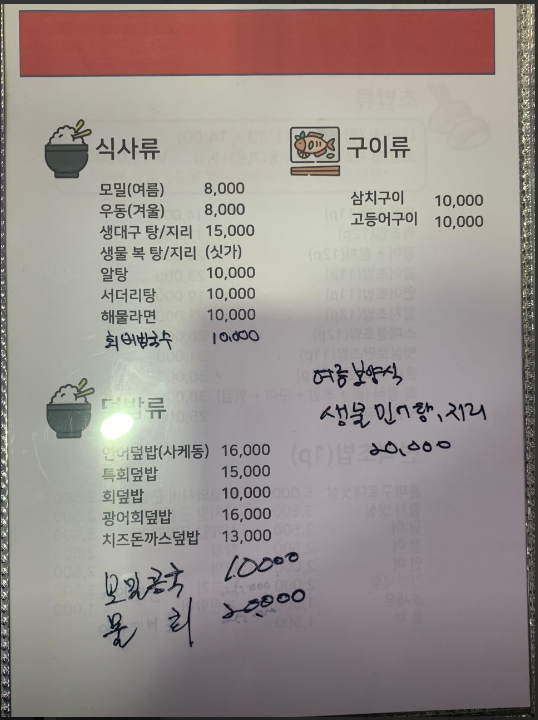 식사류
모밀(여름) 8,000
우동(겨울) 8,000
생대구 탕/지리 15,000
생물 복 탕/지리 (싯가)
알탕 10,000
서더리탕 10,000
해물라면 10,000
회비빔국수 10,000
덮밥류
인어덮밥(사케동) 16,000
특회덮밥 15,000
회덮밥 10,000
광어회덮밥 16,000
치즈돈까스덮밥 13,000
모밀콩국 10000
물 회 20,000
구이류
삼치구이 10,000
고등어구이 10,000
여름보양식
생물 민어탕, 지리
20,000